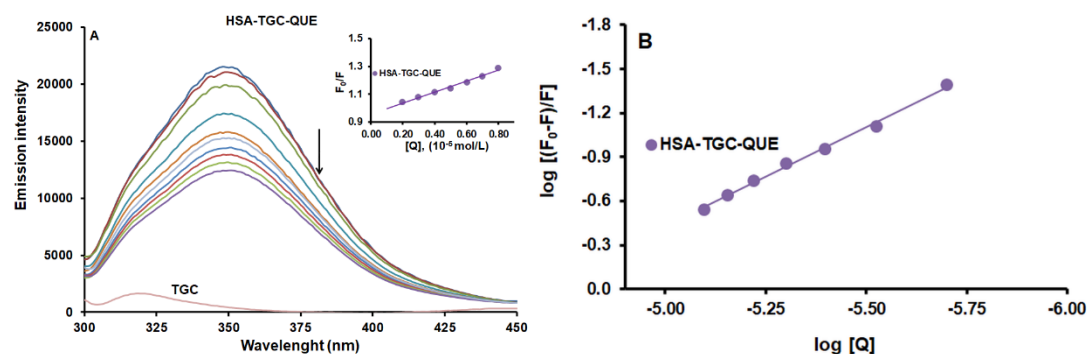 A
HSA-TGC-QUE
Emission intensity
25000
20000
15000
10000
5000
0
300
325
350
375
400
425
450
Wavelenght (nm)
TGC
F₀/F
1.5
1.3
1.1
0.9
HSA-TGC-QUE
0.00
0.20
0.40
0.60
0.80
[Q], (10⁻⁵ mol/L)
B
log [(F₀-F)/F]
-1.8
-1.5
-1.2
-0.9
-0.6
-0.3
0.0
HSA-TGC-QUE
-5.00
-5.25
-5.50
-5.75
-6.00
log [Q]